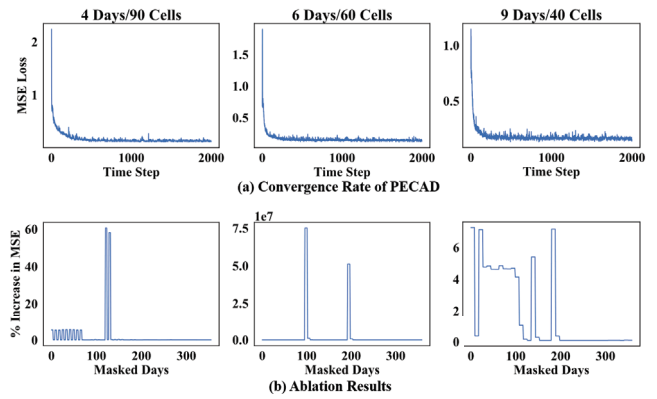 4 Days/90 Cells 6 Days/60 Cells 9 Days/40 Cells
MSE Loss
2
1
1.5
1.0
0.5
1.0
0.5
0 1000 2000 0 1000 2000 0 1000 2000
Time Step Time Step Time Step
(a) Convergence Rate of PECAD
% Increase in MSE
60
40
20
0
1e7
7.5
5.0
2.5
0.0
6
4
2
0
0 100 200 300 0 100 200 300 0 100 200 300
Masked Days Masked Days Masked Days
(b) Ablation Results